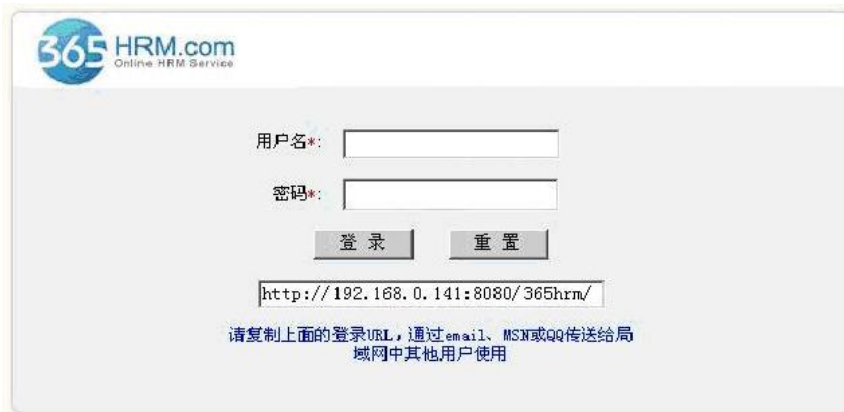 365 HRM.com
Online HRM Service
用户名*:
密码*:
登 录 重 置
http://192.168.0.141:8080/365hrm/
请复制上面的登录URL，通过email、MSN或QQ传送给局
域网中其他用户使用